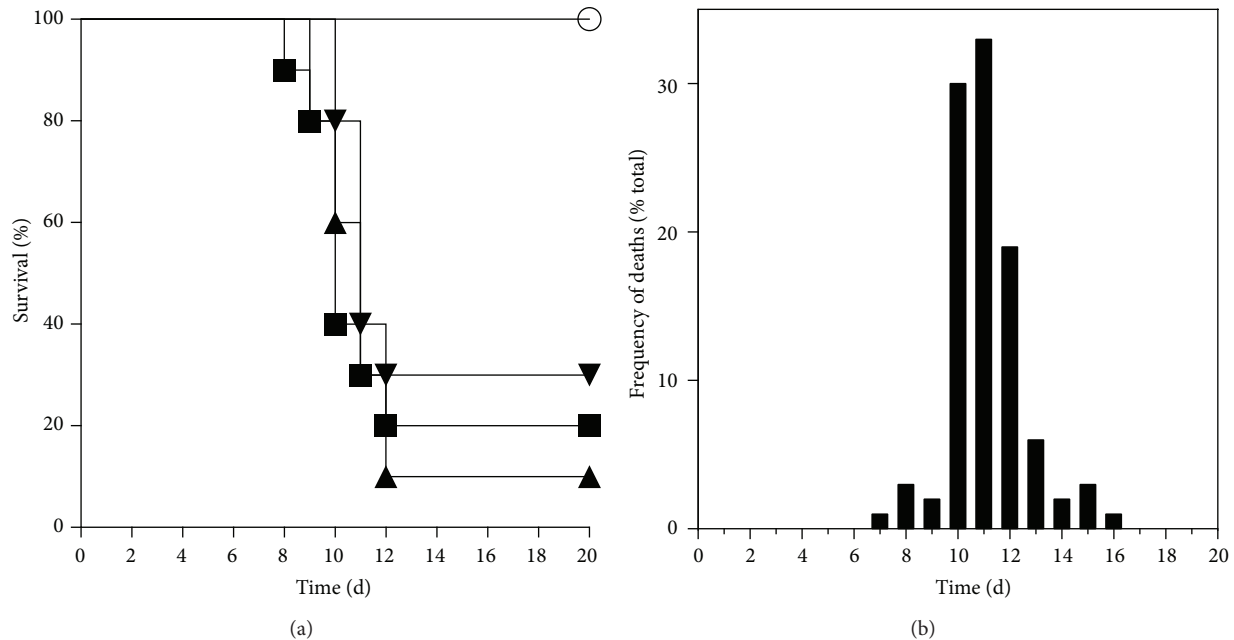 100
80
60
40
20
0
Survival (%)
0 2 4 6 8 10 12 14 16 18 20
Time (d)
(a)
30
20
10
0
Frequency of deaths (% total)
0 2 4 6 8 10 12 14 16 18 20
Time (d)
(b)